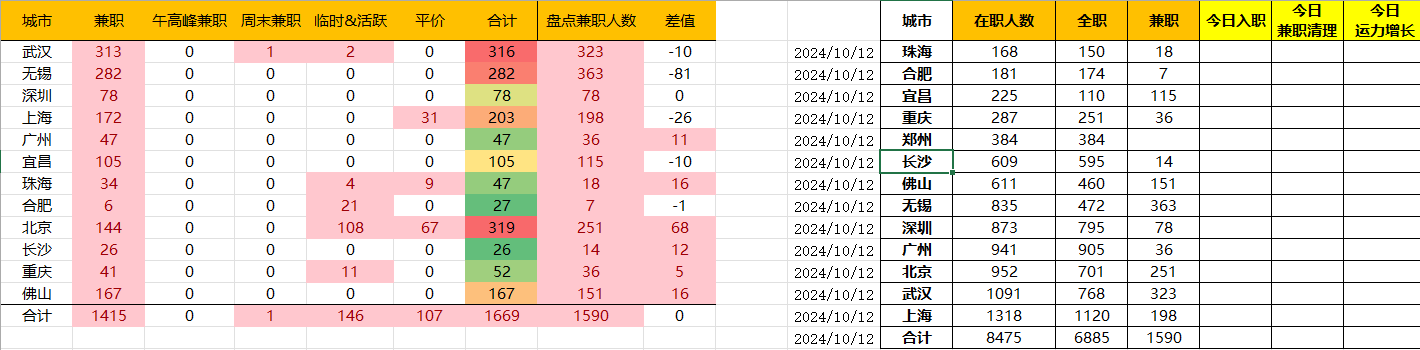 城市 兼职 午高峰兼职 周末兼职 临时&活跃 平价 合计 盘点兼职人数 差值
武汉 313 0 1 2 0 316 323 -10
无锡 282 0 0 0 0 282 363 -81
深圳 78 0 0 0 0 78 78 0
上海 172 0 0 0 31 203 198 -26
广州 47 0 0 0 0 47 36 11
宜昌 105 0 0 0 0 105 115 -10
珠海 34 0 0 4 9 47 18 16
合肥 6 0 0 21 0 27 7 -1
北京 144 0 0 108 67 319 251 68
长沙 26 0 0 0 0 26 14 12
重庆 41 0 0 11 0 52 36 5
佛山 167 0 0 0 0 167 151 16
合计 1415 0 1 146 107 1669 1590 0
城市 在职人数 全职 兼职 今日入职 今日 今日
兼职清理 运力增长
2024/10/12 珠海 168 150 18
2024/10/12 合肥 181 174 7
2024/10/12 宜昌 225 110 115
2024/10/12 重庆 287 251 36
2024/10/12 郑州 384 384
2024/10/12 长沙 609 595 14
2024/10/12 佛山 611 460 151
2024/10/12 无锡 835 472 363
2024/10/12 深圳 873 795 78
2024/10/12 广州 941 905 36
2024/10/12 北京 952 701 251
2024/10/12 武汉 1091 768 323
2024/10/12 上海 1318 1120 198
2024/10/12 合计 8475 6885 1590